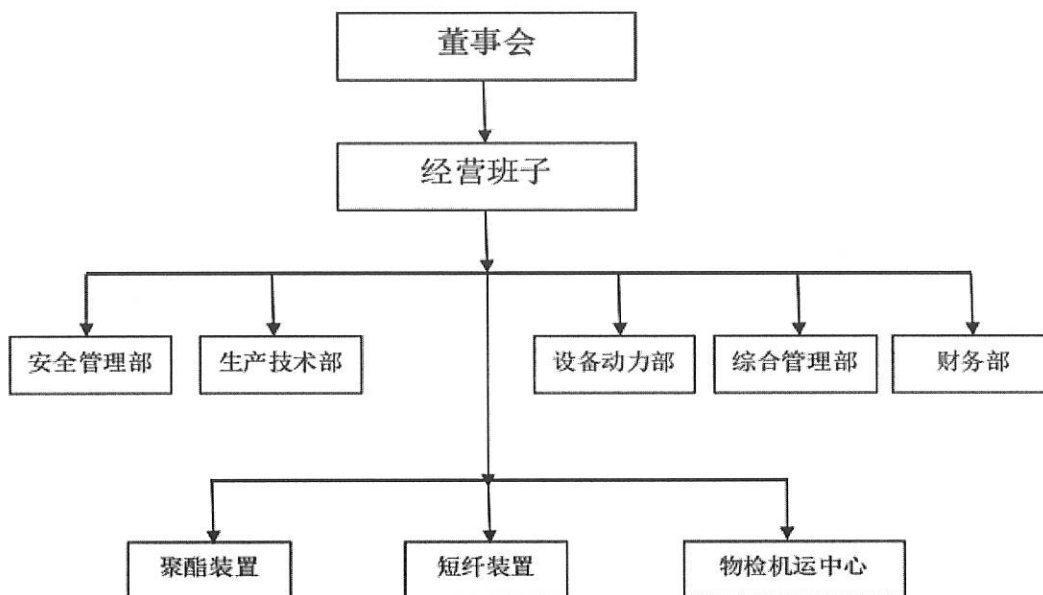 董事会
经营班子
安全管理部
生产技术部
设备动力部
综合管理部
财务部
聚酯装置
短纤装置
物检机运中心